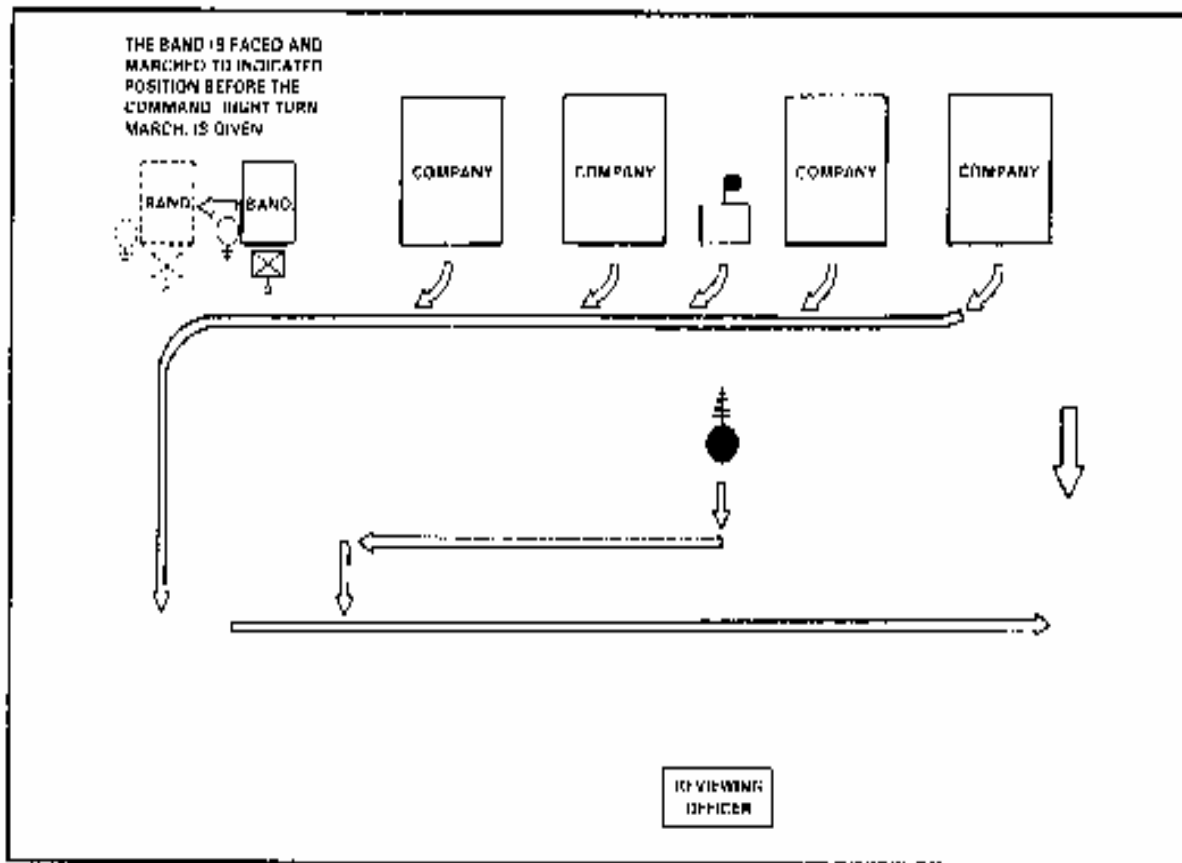 THE BAND IS FACED AND
MARCHED TO INDICATED
POSITION BEFORE THE
COMMAND RIGHT TURN
MARCH, IS GIVEN
COMPANY
COMPANY
COMPANY
COMPANY
BAND
BAND
REVIEWING
OFFICER